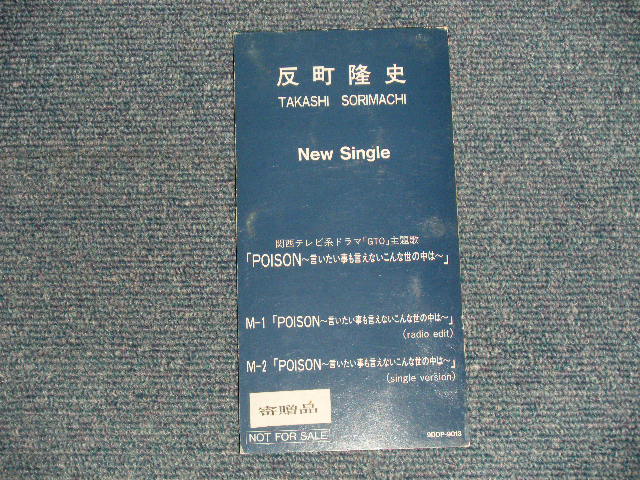 反町隆史
TAKASHI SORIMACHI
New Single
関西テレビ系ドラマ「GTO」主題歌
「POISON～言いたい事も言えないこんな世の中は～」
M-1「POISON～言いたい事も言えないこんな世の中は～」
(radio edit)
M-2「POISON～言いたい事も言えないこんな世の中は～」
(single version)
寄贈品
NOT FOR SALE
9DDP-9013